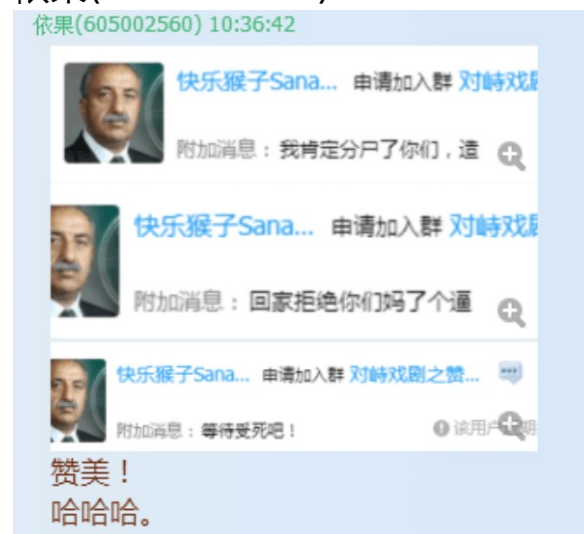 依果(605002560) 10:36:42
快乐猴子Sana... 申请加入群 对峙戏
附加消息：我肯定分尸了你们，造
快乐猴子Sana... 申请加入群 对峙戏
附加消息：回家拒绝你们妈了个逼
快乐猴子Sana... 申请加入群 对峙戏剧之赞...
附加消息：等待受死吧！ 该用户 期
赞美！
哈哈哈。